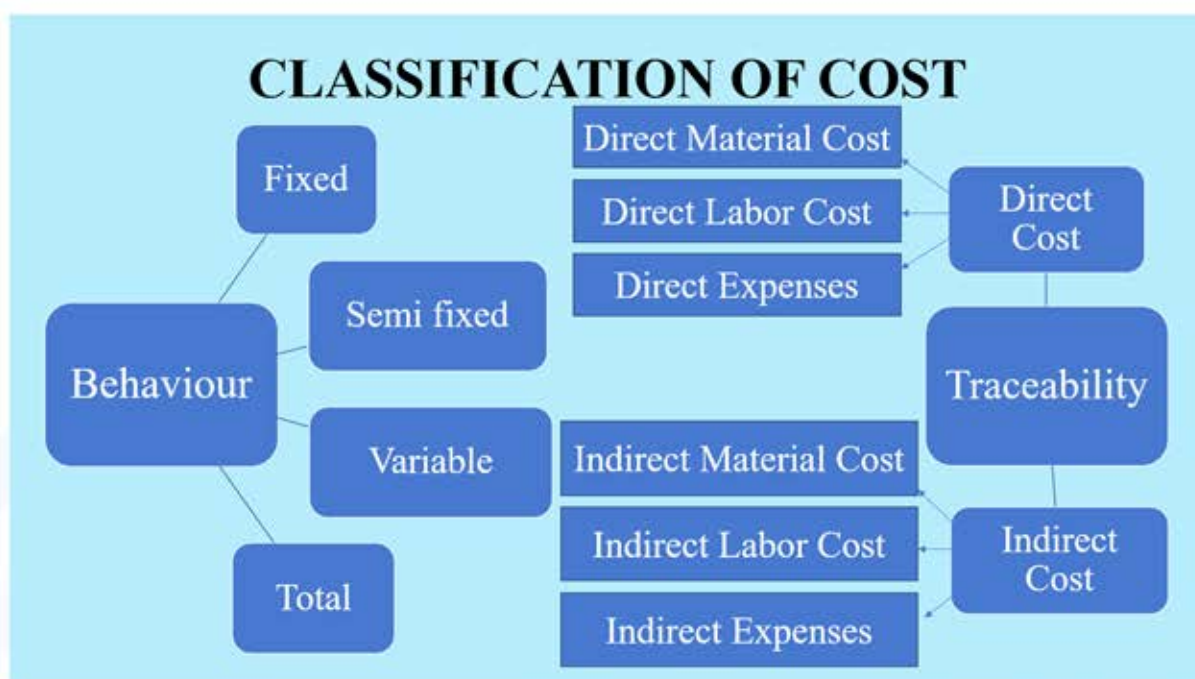 CLASSIFICATION OF COST
Fixed
Semi fixed
Behaviour
Variable
Total
Direct Material Cost
Direct Labor Cost
Direct Expenses
Direct
Cost
Traceability
Indirect Material Cost
Indirect Labor Cost
Indirect Expenses
Indirect
Cost